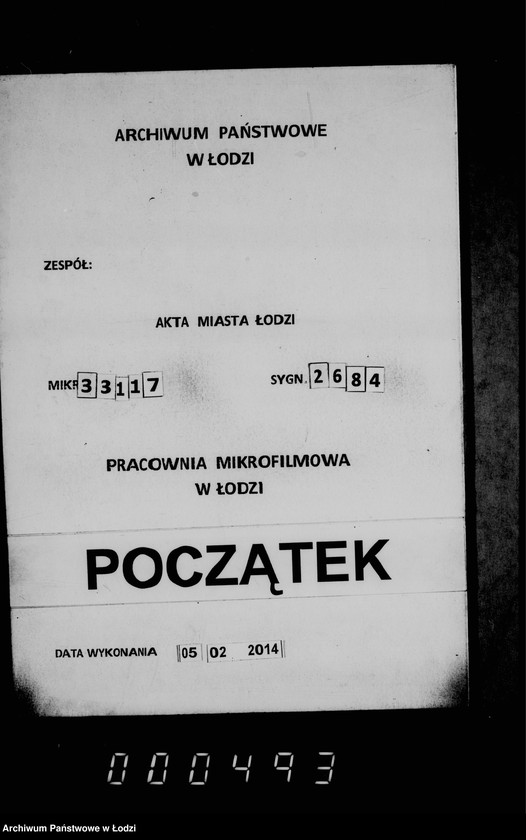 ARCHIWUM PAŃSTWOWE
W ŁODZI
ZESPÓŁ:
AKTA MIASTA ŁODZI
MIKR 33117 SYGN. 2684
PRACOWNIA MIKROFILMOWA
W ŁODZI
POCZĄTEK
DATA WYKONANIA 05 02 2014
000493
Archiwum Państwowe w Łodzi